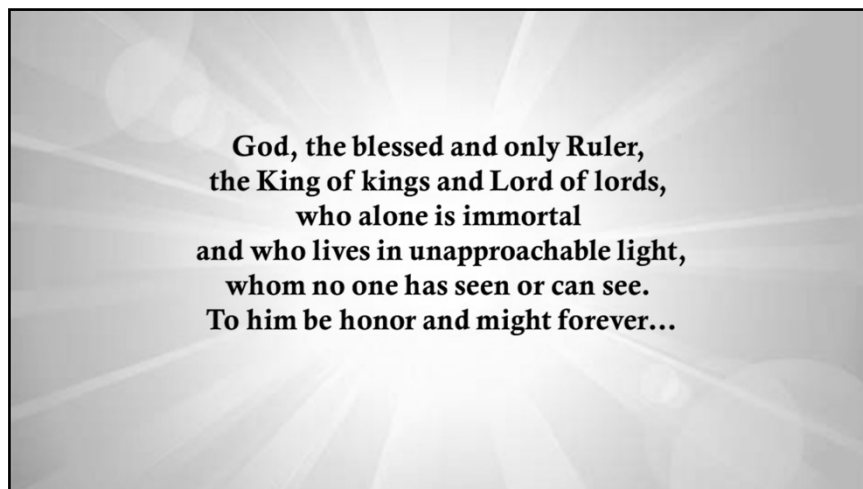 God, the blessed and only Ruler,
the King of kings and Lord of lords,
who alone is immortal
and who lives in unapproachable light,
whom no one has seen or can see.
To him be honor and might forever...